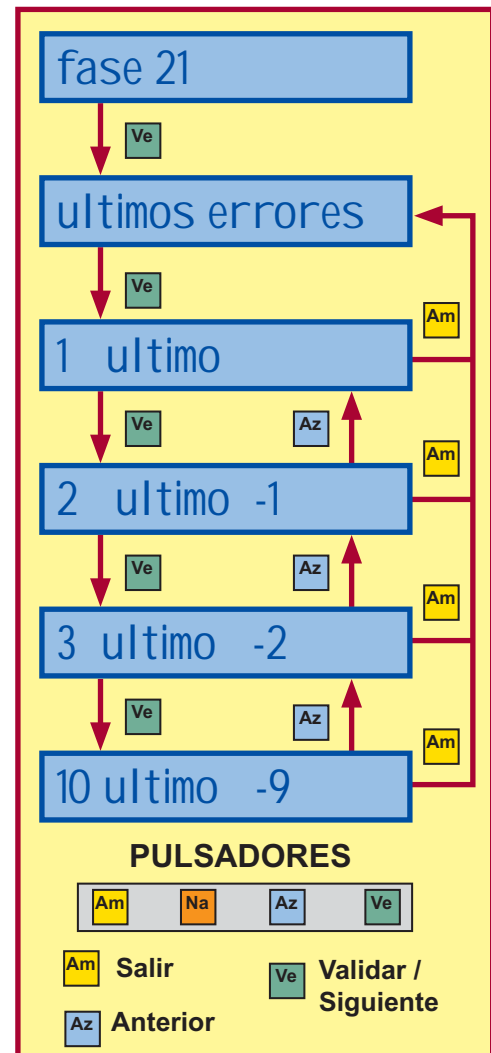 fase 21
Ve
ultimos errores
Ve
Am
1 ultimo
Ve Az
Am
2 ultimo -1
Ve Az
Am
3 ultimo -2
Ve Az
Am
10 ultimo -9
PULSADORES
Am Na Az Ve
Am Salir
Ve Validar /
Siguiente
Az Anterior